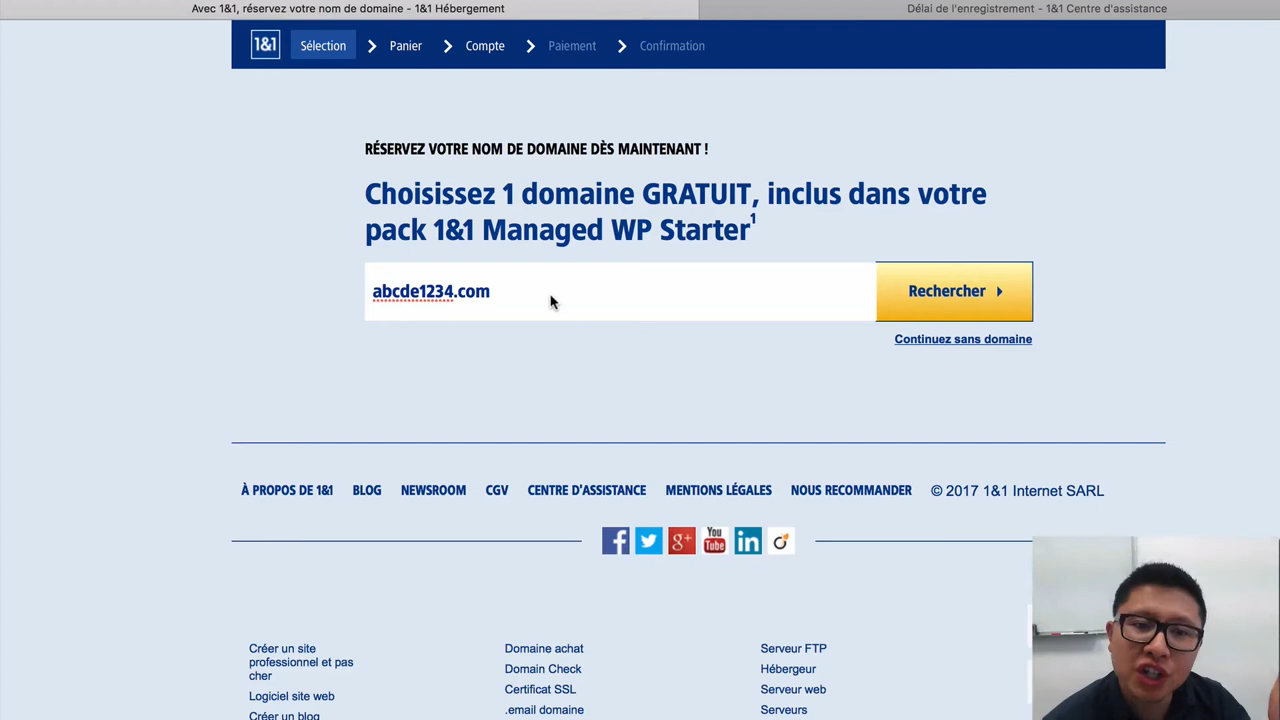 Avec 1&1, réservez votre nom de domaine - 1&1 Hébergement
Délai de l'enregistrement - 1&1 Centre d'assistance
1&1 Sélection Panier Compte Paiement Confirmation
RÉSERVEZ VOTRE NOM DE DOMAINE DÈS MAINTENANT !
Choisissez 1 domaine GRATUIT, inclus dans votre
pack 1&1 Managed WP Starter1
abcde1234.com
Rechercher
Continuez sans domaine
À PROPOS DE 1&1 BLOG NEWSROOM CGV CENTRE D'ASSISTANCE MENTIONS LÉGALES NOUS RECOMMANDER © 2017 1&1 Internet SARL
f g+ You Tube in
Créer un site
professionnel et pas
cher
Logiciel site web
Créer un blog
Domaine achat
Domain Check
Certificat SSL
.email domaine
Serveur FTP
Hébergeur
Serveur web
Serveurs